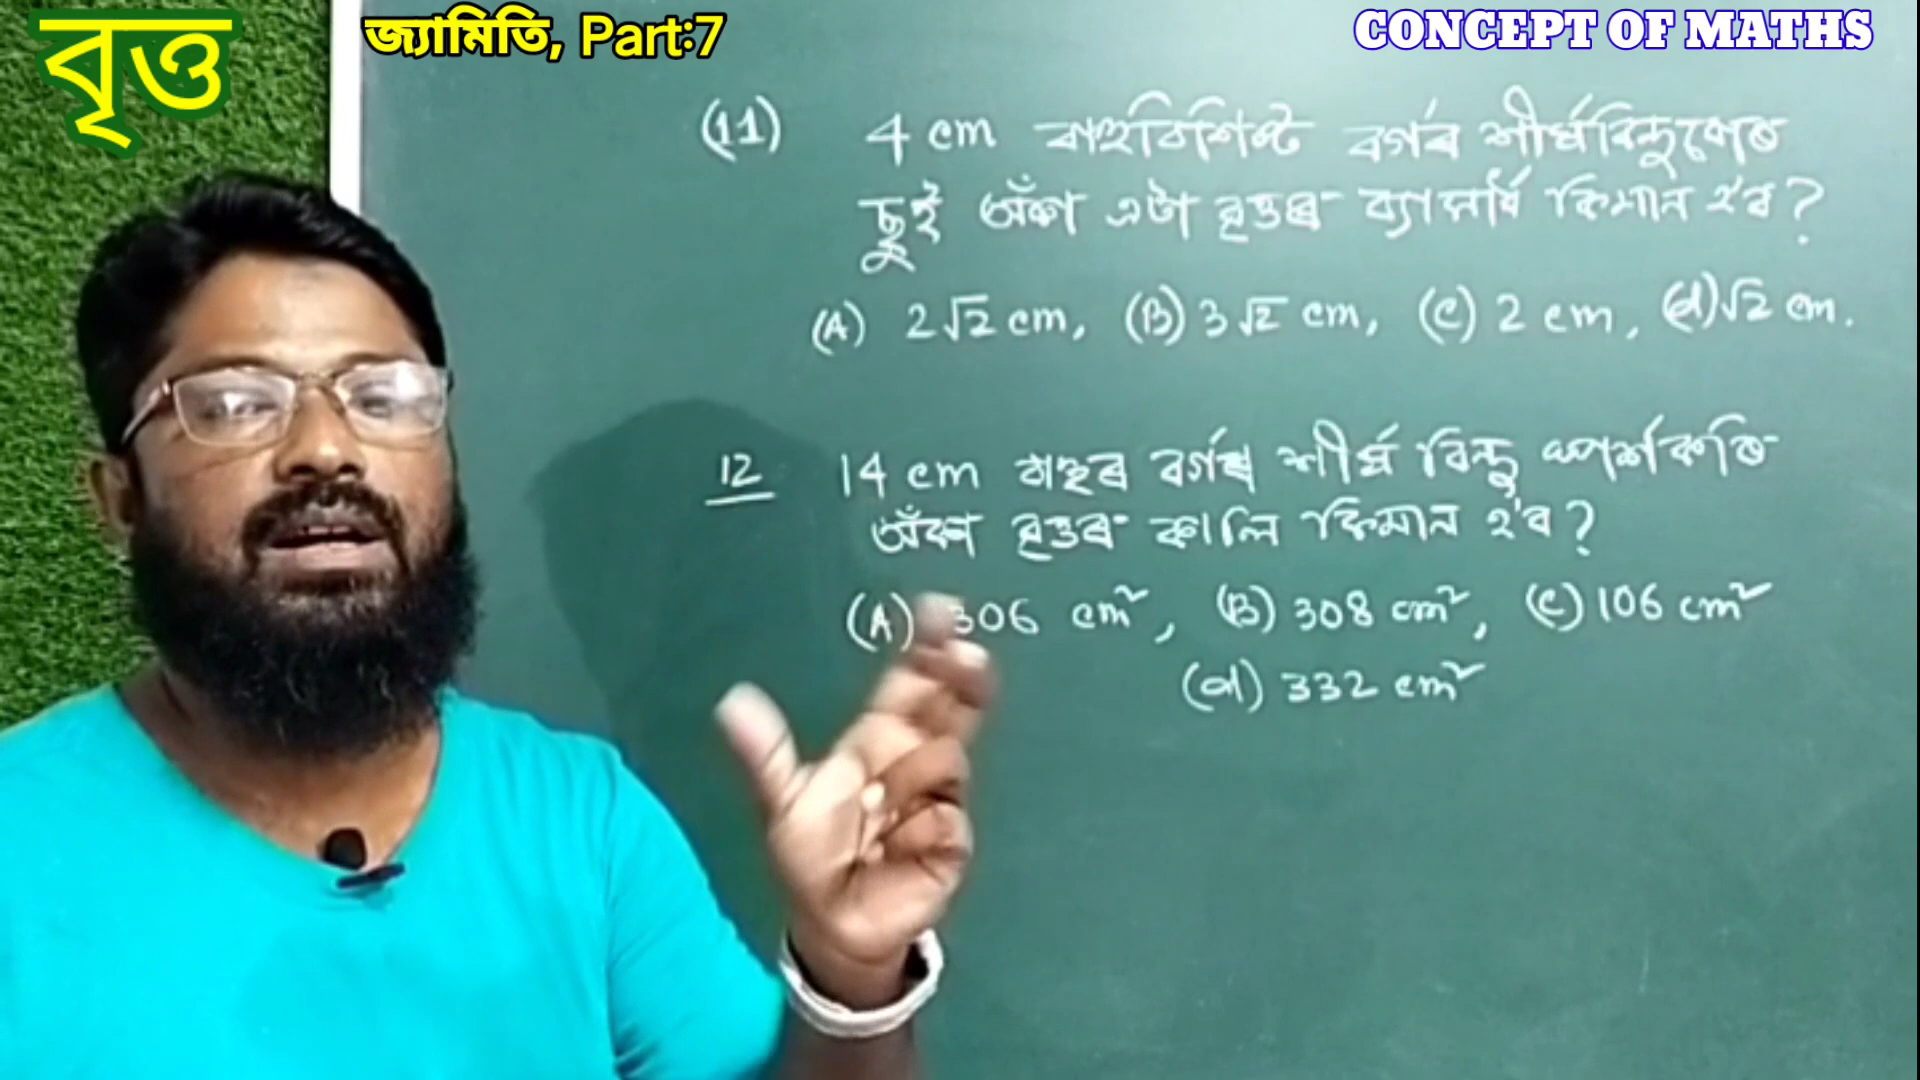 বৃত্ত
জ্যামিতি, Part:7
CONCEPT OF MATHS
(11) 4 cm বাহুবিশিষ্ট বৰ্গৰ শীৰ্ষবিন্দুকেইটা
চুই অঁকা এটা বৃত্তৰ ব্যাসাৰ্ধ কিমান হ'ব?
(A) 2√2 cm, (B) 3√2 cm, (C) 2 cm, (d) √2 cm.
12 14 cm বাহুৰ বৰ্গৰ শীৰ্ষ বিন্দু স্পৰ্শকৰি
অঁকা বৃত্তৰ কালি কিমান হ'ব?
(A) 306 cm², (B) 308 cm², (C) 106 cm²
(d) 332 cm²